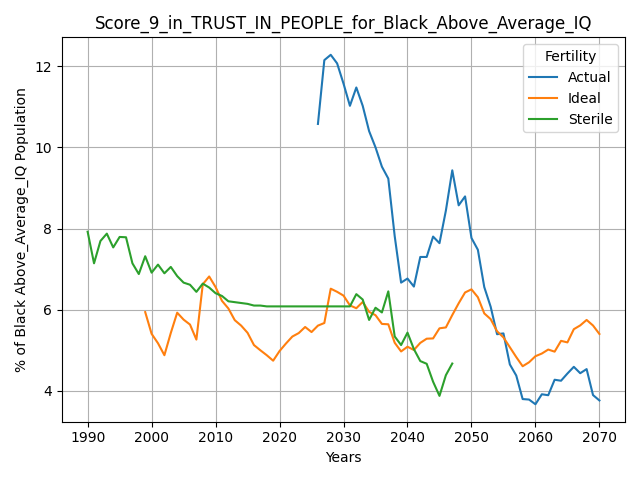 Score_9_in_TRUST_IN_PEOPLE_for_Black_Above_Average_IQ
% of Black Above_Average_IQ Population
12
10
8
6
4
Fertility
Actual
Ideal
Sterile
1990 2000 2010 2020 2030 2040 2050 2060 2070
Years